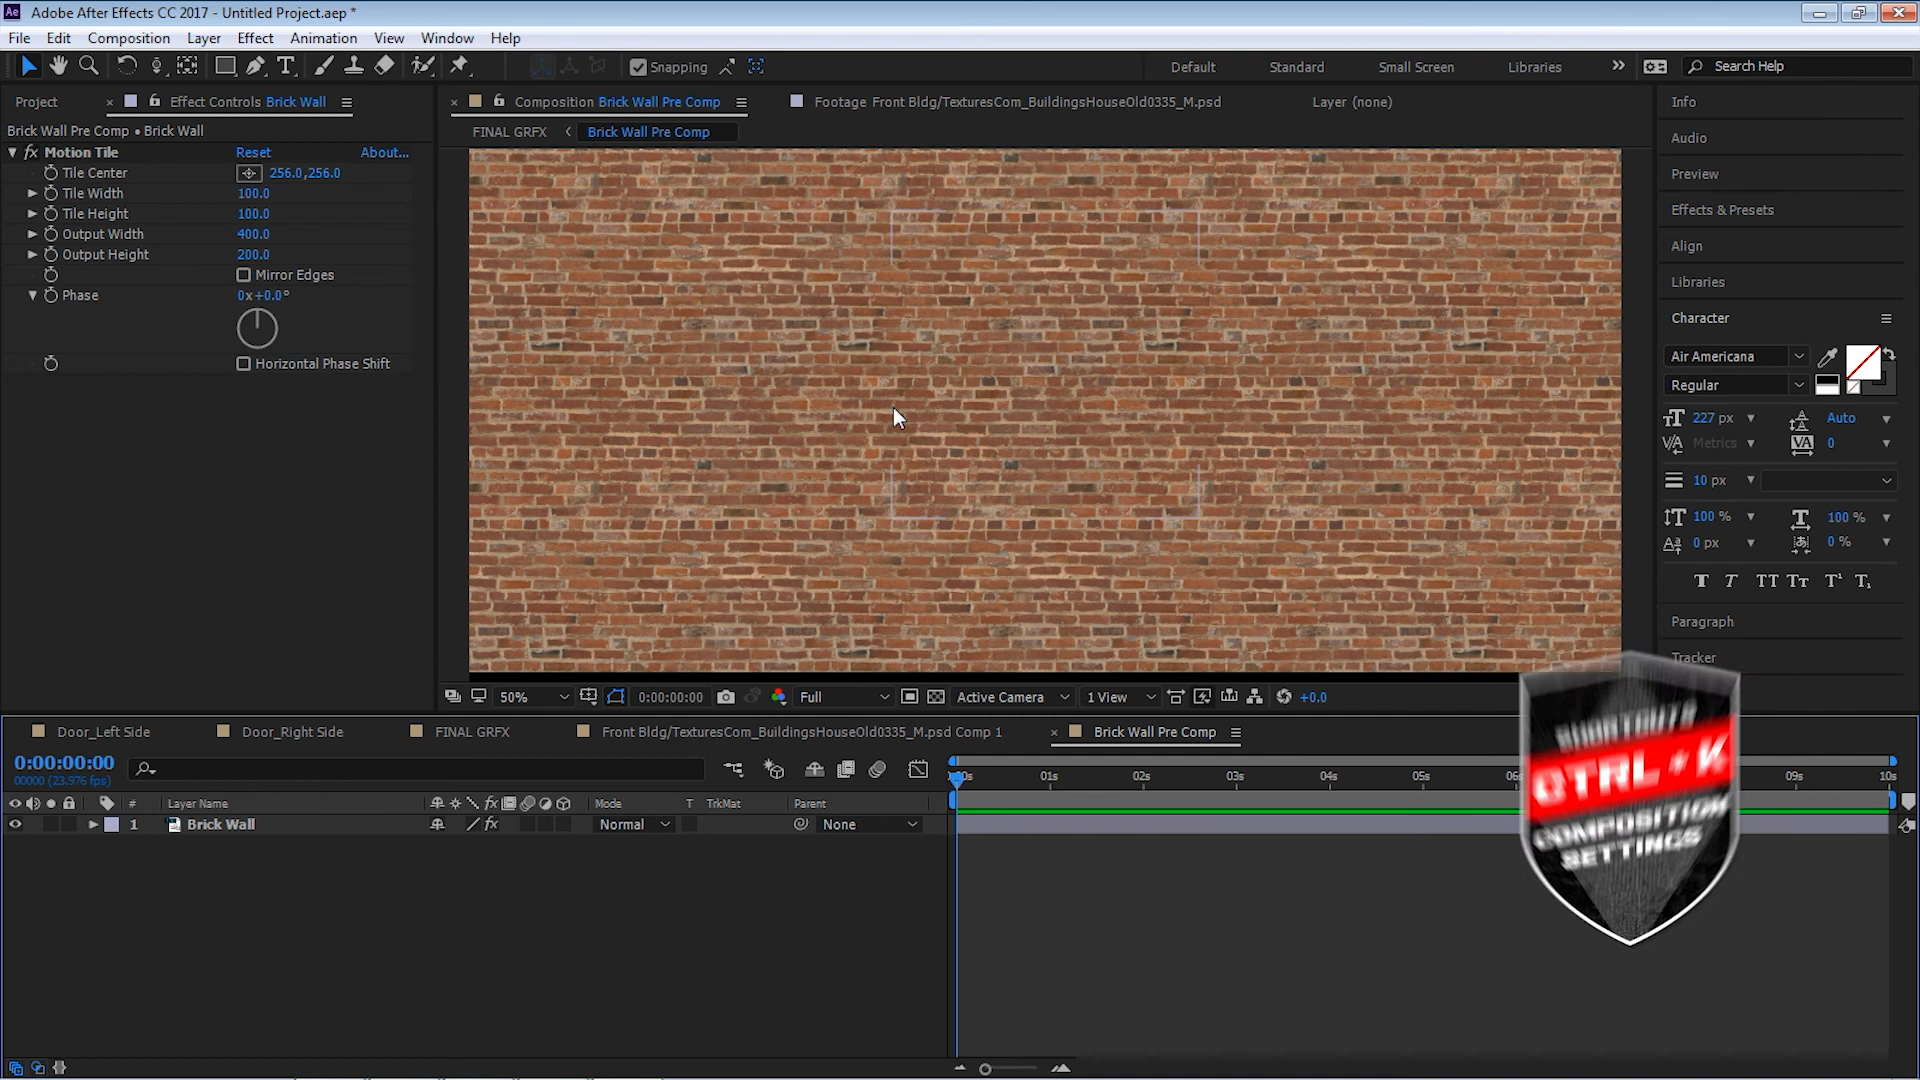 Adobe After Effects CC 2017 - Untitled Project.aep *
File Edit Composition Layer Effect Animation View Window Help
Snapping Default Standard Small Screen Libraries Search Help
Project Effect Controls Brick Wall Composition Brick Wall Pre Comp Footage Front Bldg/TexturesCom_BuildingsHouseOld0335_M.psd Layer (none) Info
Brick Wall Pre Comp • Brick Wall FINAL GRFX Brick Wall Pre Comp
fx Motion Tile Reset About...
Tile Center 256.0,256.0
Tile Width 100.0
Tile Height 100.0
Output Width 400.0
Output Height 200.0
Mirror Edges
Phase 0x+0.0°
Horizontal Phase Shift
Audio
Preview
Effects & Presets
Align
Libraries
Character
Air Americana
Regular
227 px Auto
Metrics 0
10 px
100 % 100 %
0 px 0 %
Paragraph
Tracker
50% 0:00:00:00 Full Active Camera 1 View +0.0
Door_Left Side Door_Right Side FINAL GRFX Front Bldg/TexturesCom_BuildingsHouseOld0335_M.psd Comp 1 Brick Wall Pre Comp
0:00:00:00
00000 (23.976 fps)
01s 02s 03s 04s 05s 09s 10s
# Layer Name Mode T TrkMat Parent
1 Brick Wall Normal None
CTRL + K
COMPOSITION
SETTINGS